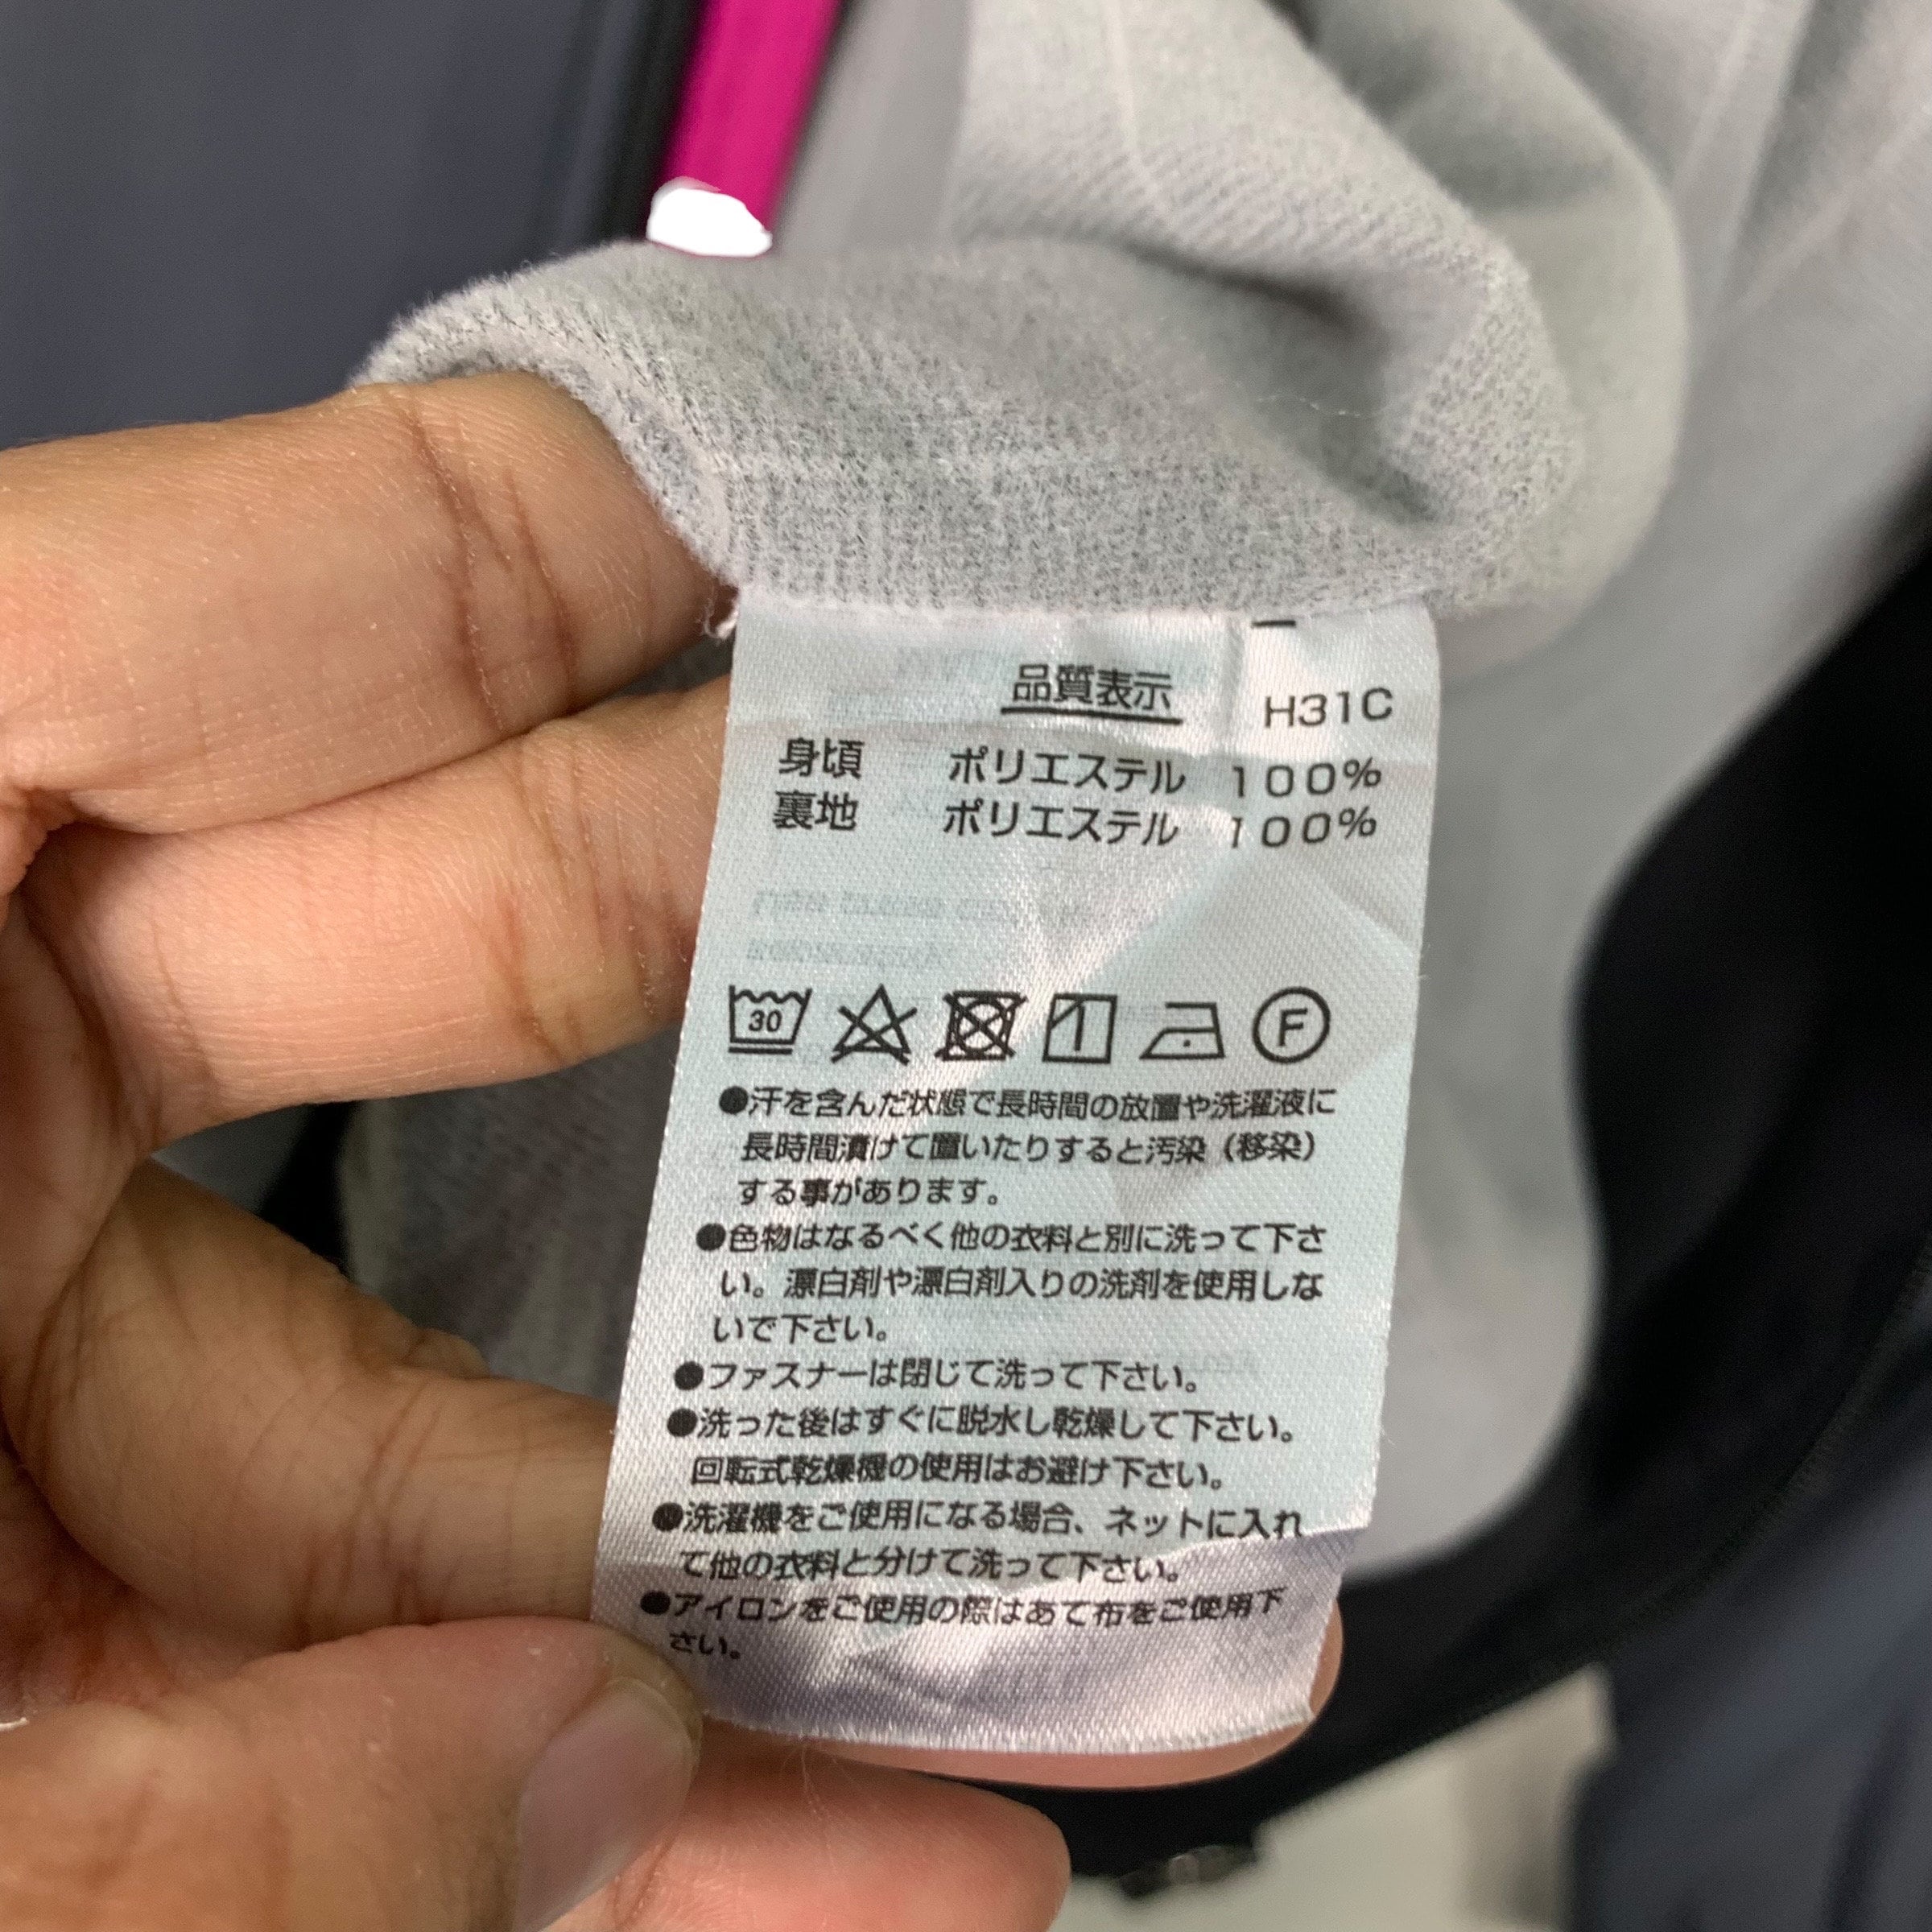 品質表示
H31C
身頃 ポリエステル 100%
裏地 ポリエステル 100%
30
F
●汗を含んだ状態で長時間の放置や洗濯液に
長時間漬けて置いたりすると汚染（移染）
する事があります。
●色物はなるべく他の衣料と別に洗って下さ
い。漂白剤や漂白剤入りの洗剤を使用しな
いで下さい。
●ファスナーは閉じて洗って下さい。
●洗った後はすぐに脱水し乾燥して下さい。
回転式乾燥機の使用はお避け下さい。
●洗濯機をご使用になる場合、ネットに入れ
て他の衣料と分けて洗って下さい。
●アイロンをご使用の際はあて布をご使用下
さい。